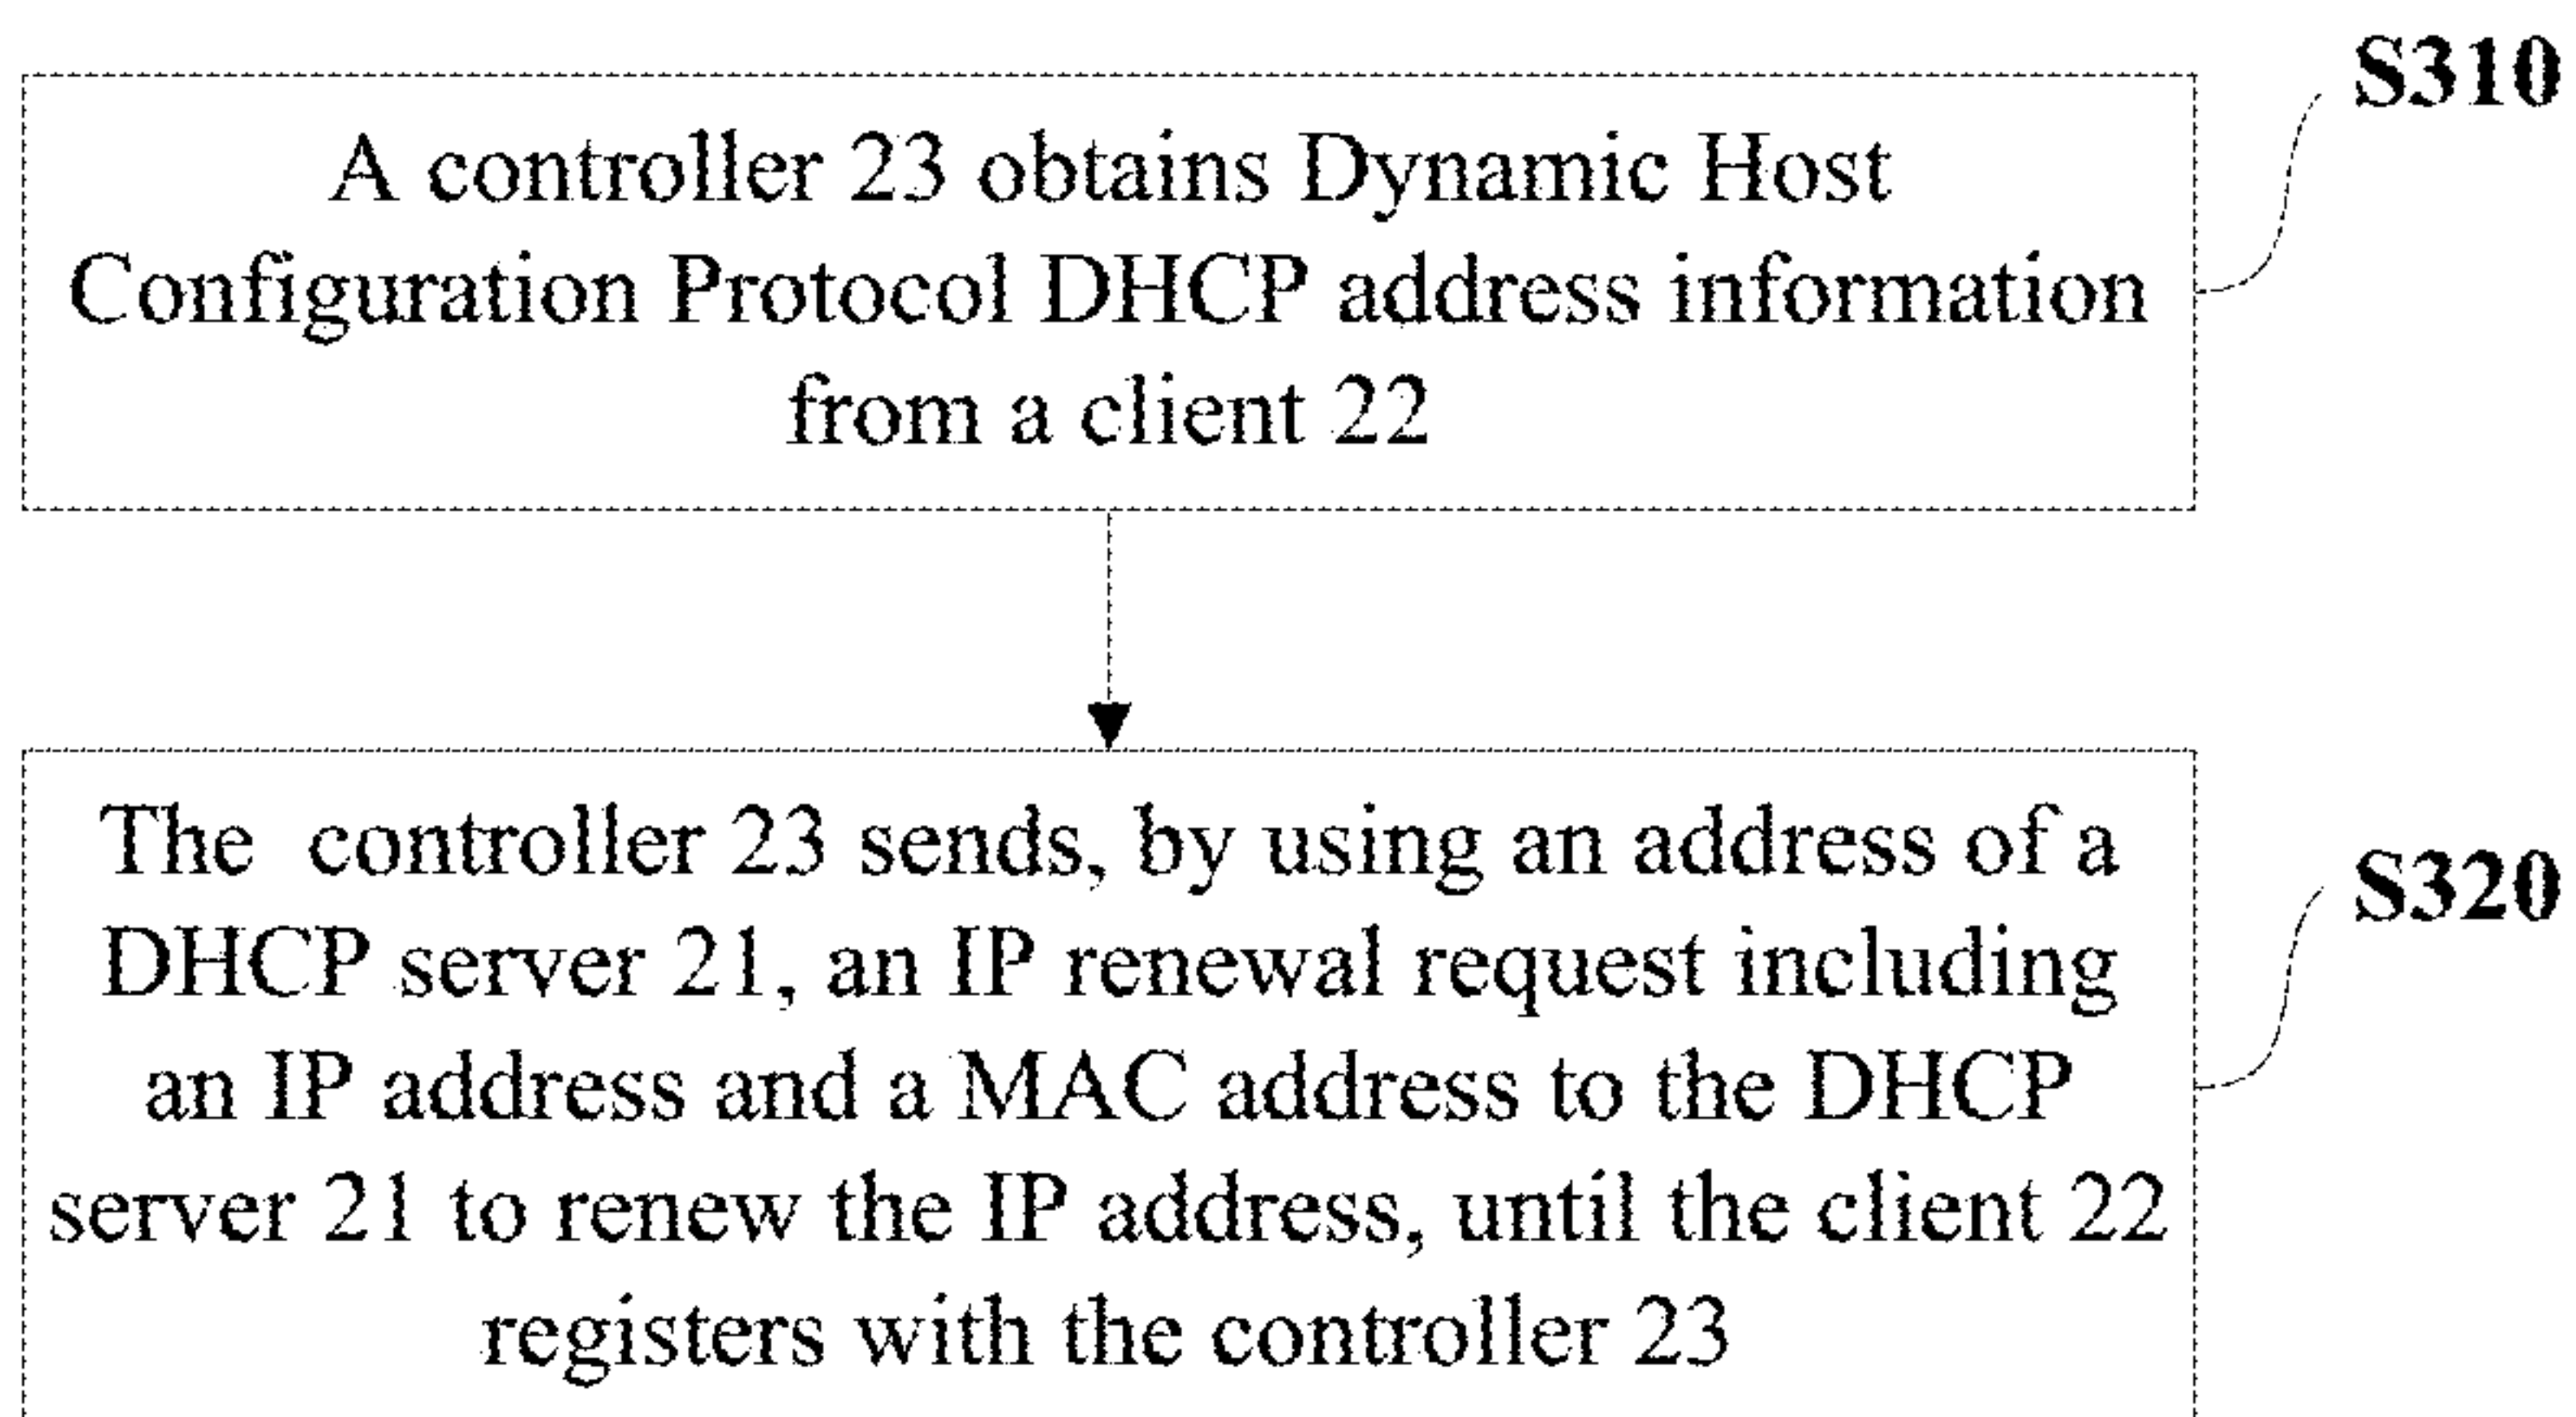 S310
A controller 23 obtains Dynamic Host
Configuration Protocol DHCP address information
from a client 22
The controller 23 sends, by using an address of a
DHCP server 21, an IP renewal request including
an IP address and a MAC address to the DHCP
server 21 to renew the IP address, until the client 22
registers with the controller 23
S320